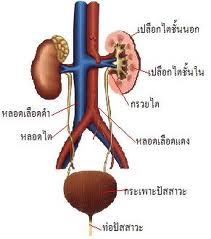 เปลือกไตชั้นนอก
เปลือกไตชั้นใน
กรวยไต
หลอดเลือดดำ
หลอดไต
หลอดเลือดแดง
กระเพาะปัสสาวะ
ท่อปัสสาวะ